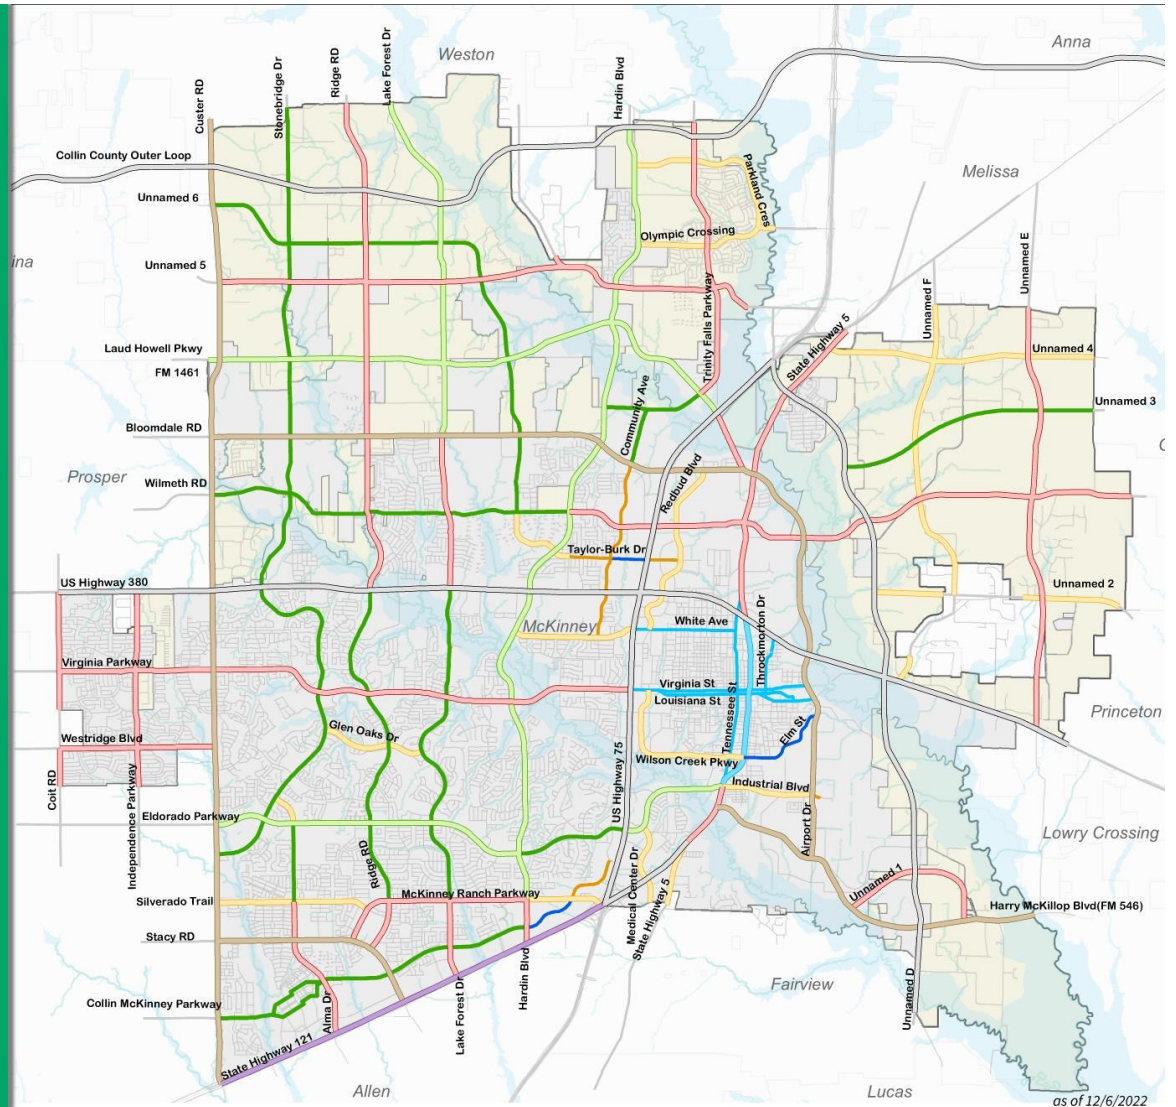 Weston
Anna
Custer RD
Stonebridge Dr
Ridge RD
Lake Forest Dr
Hardin Blvd
Collin County Outer Loop
Parkland Cres
Melissa
Unnamed 6
Olympic Crossing
Unnamed E
ina
Unnamed 5
Trinity Falls Parkway
Unnamed F
State Highway 5
Laud Howell Pkwy
Unnamed 4
FM 1461
Community Ave
Unnamed 3
Bloomdale RD
Prosper
Wilmeth RD
Redbud Blvd
Taylor-Burk Dr
US Highway 380
Unnamed 2
McKinney
White Ave
Throckmorton Dr
Virginia Parkway
Virginia St
Louisiana St
Tennessee St
Princeton
Glen Oaks Dr
Elm St
Westridge Blvd
Wilson Creek Pkwy
Coit RD
Independence Parkway
US Highway 75
Industrial Blvd
Eldorado Parkway
Airport Dr
Lowry Crossing
Ridge RD
Medical Center Dr
State Highway 5
McKinney Ranch Parkway
Unnamed 1
Silverado Trail
Harry McKillop Blvd(FM 546)
Stacy RD
Hardin Blvd
Fairview
Unnamed D
Collin McKinney Parkway
Alma Dr
Lake Forest Dr
State Highway 121
Allen
Lucas
as of 12/6/2022